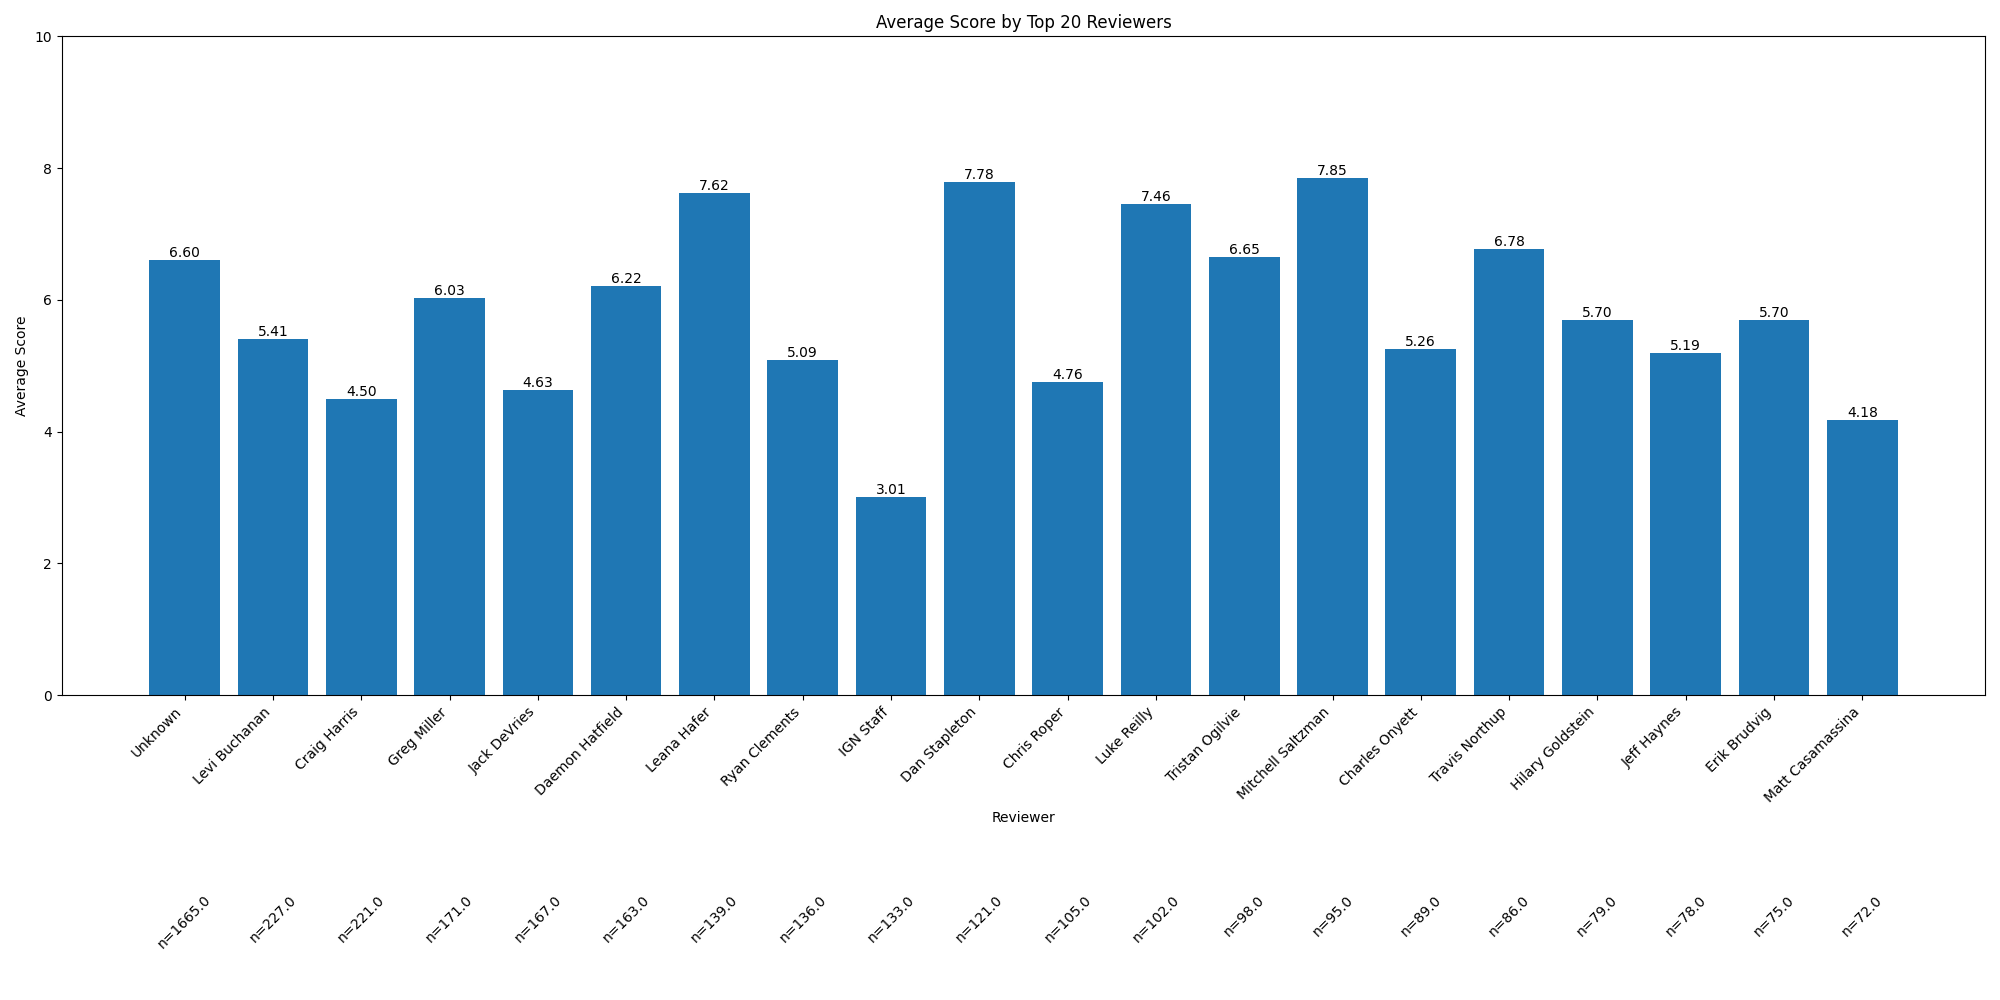 Average Score by Top 20 Reviewers
10
8
6
4
2
0
Average Score
6.60
5.41
4.50
6.03
4.63
6.22
7.62
5.09
3.01
7.78
4.76
7.46
6.65
7.85
5.26
6.78
5.70
5.19
5.70
4.18
Unknown
Levi Buchanan
Craig Harris
Greg Miller
Jack DeVries
Daemon Hatfield
Leana Hafer
Ryan Clements
IGN Staff
Dan Stapleton
Chris Roper
Luke Reilly
Tristan Ogilvie
Mitchell Saltzman
Charles Onyett
Travis Northup
Hilary Goldstein
Jeff Haynes
Erik Brudvig
Matt Casamassina
Reviewer
n=1665.0
n=227.0
n=221.0
n=171.0
n=167.0
n=163.0
n=139.0
n=136.0
n=133.0
n=121.0
n=105.0
n=102.0
n=98.0
n=95.0
n=89.0
n=86.0
n=79.0
n=78.0
n=75.0
n=72.0